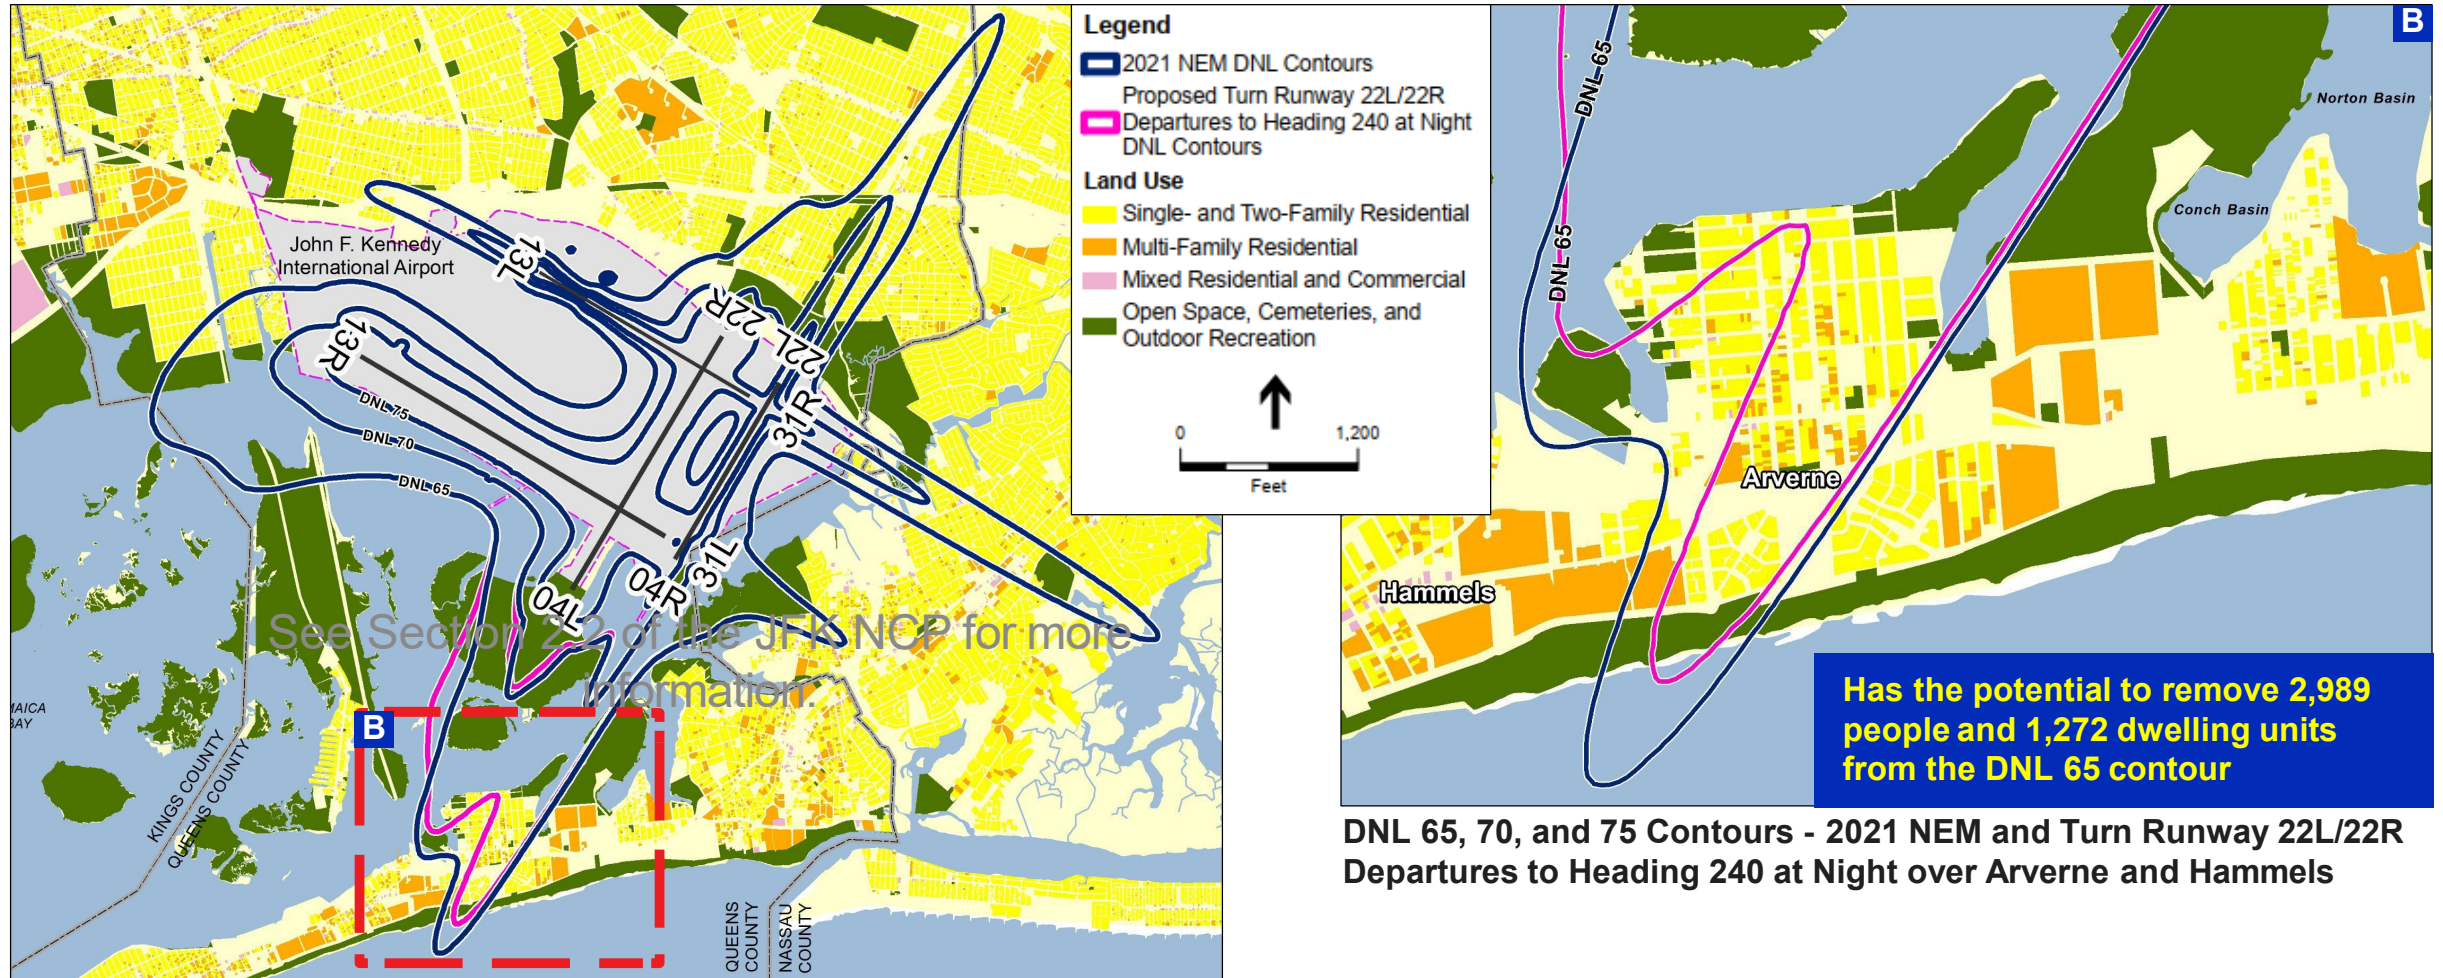 John F. Kennedy
International Airport
13L
13R
22R
22L
31R
31L
04L
04R
DNL 75
DNL 70
DNL 65
See Section 2.2 of the JFK NCP for more
information.
B
MAICA
BAY
KINGS COUNTY
QUEENS COUNTY
QUEENS
COUNTY
NASSAU
COUNTY
Legend
2021 NEM DNL Contours
Proposed Turn Runway 22L/22R
Departures to Heading 240 at Night
DNL Contours
Land Use
Single- and Two-Family Residential
Multi-Family Residential
Mixed Residential and Commercial
Open Space, Cemeteries, and
Outdoor Recreation
0 1,200
Feet
B
DNL 65
DNL 65
Norton Basin
Conch Basin
Arverne
Hammels
Has the potential to remove 2,989
people and 1,272 dwelling units
from the DNL 65 contour
DNL 65, 70, and 75 Contours - 2021 NEM and Turn Runway 22L/22R
Departures to Heading 240 at Night over Arverne and Hammels